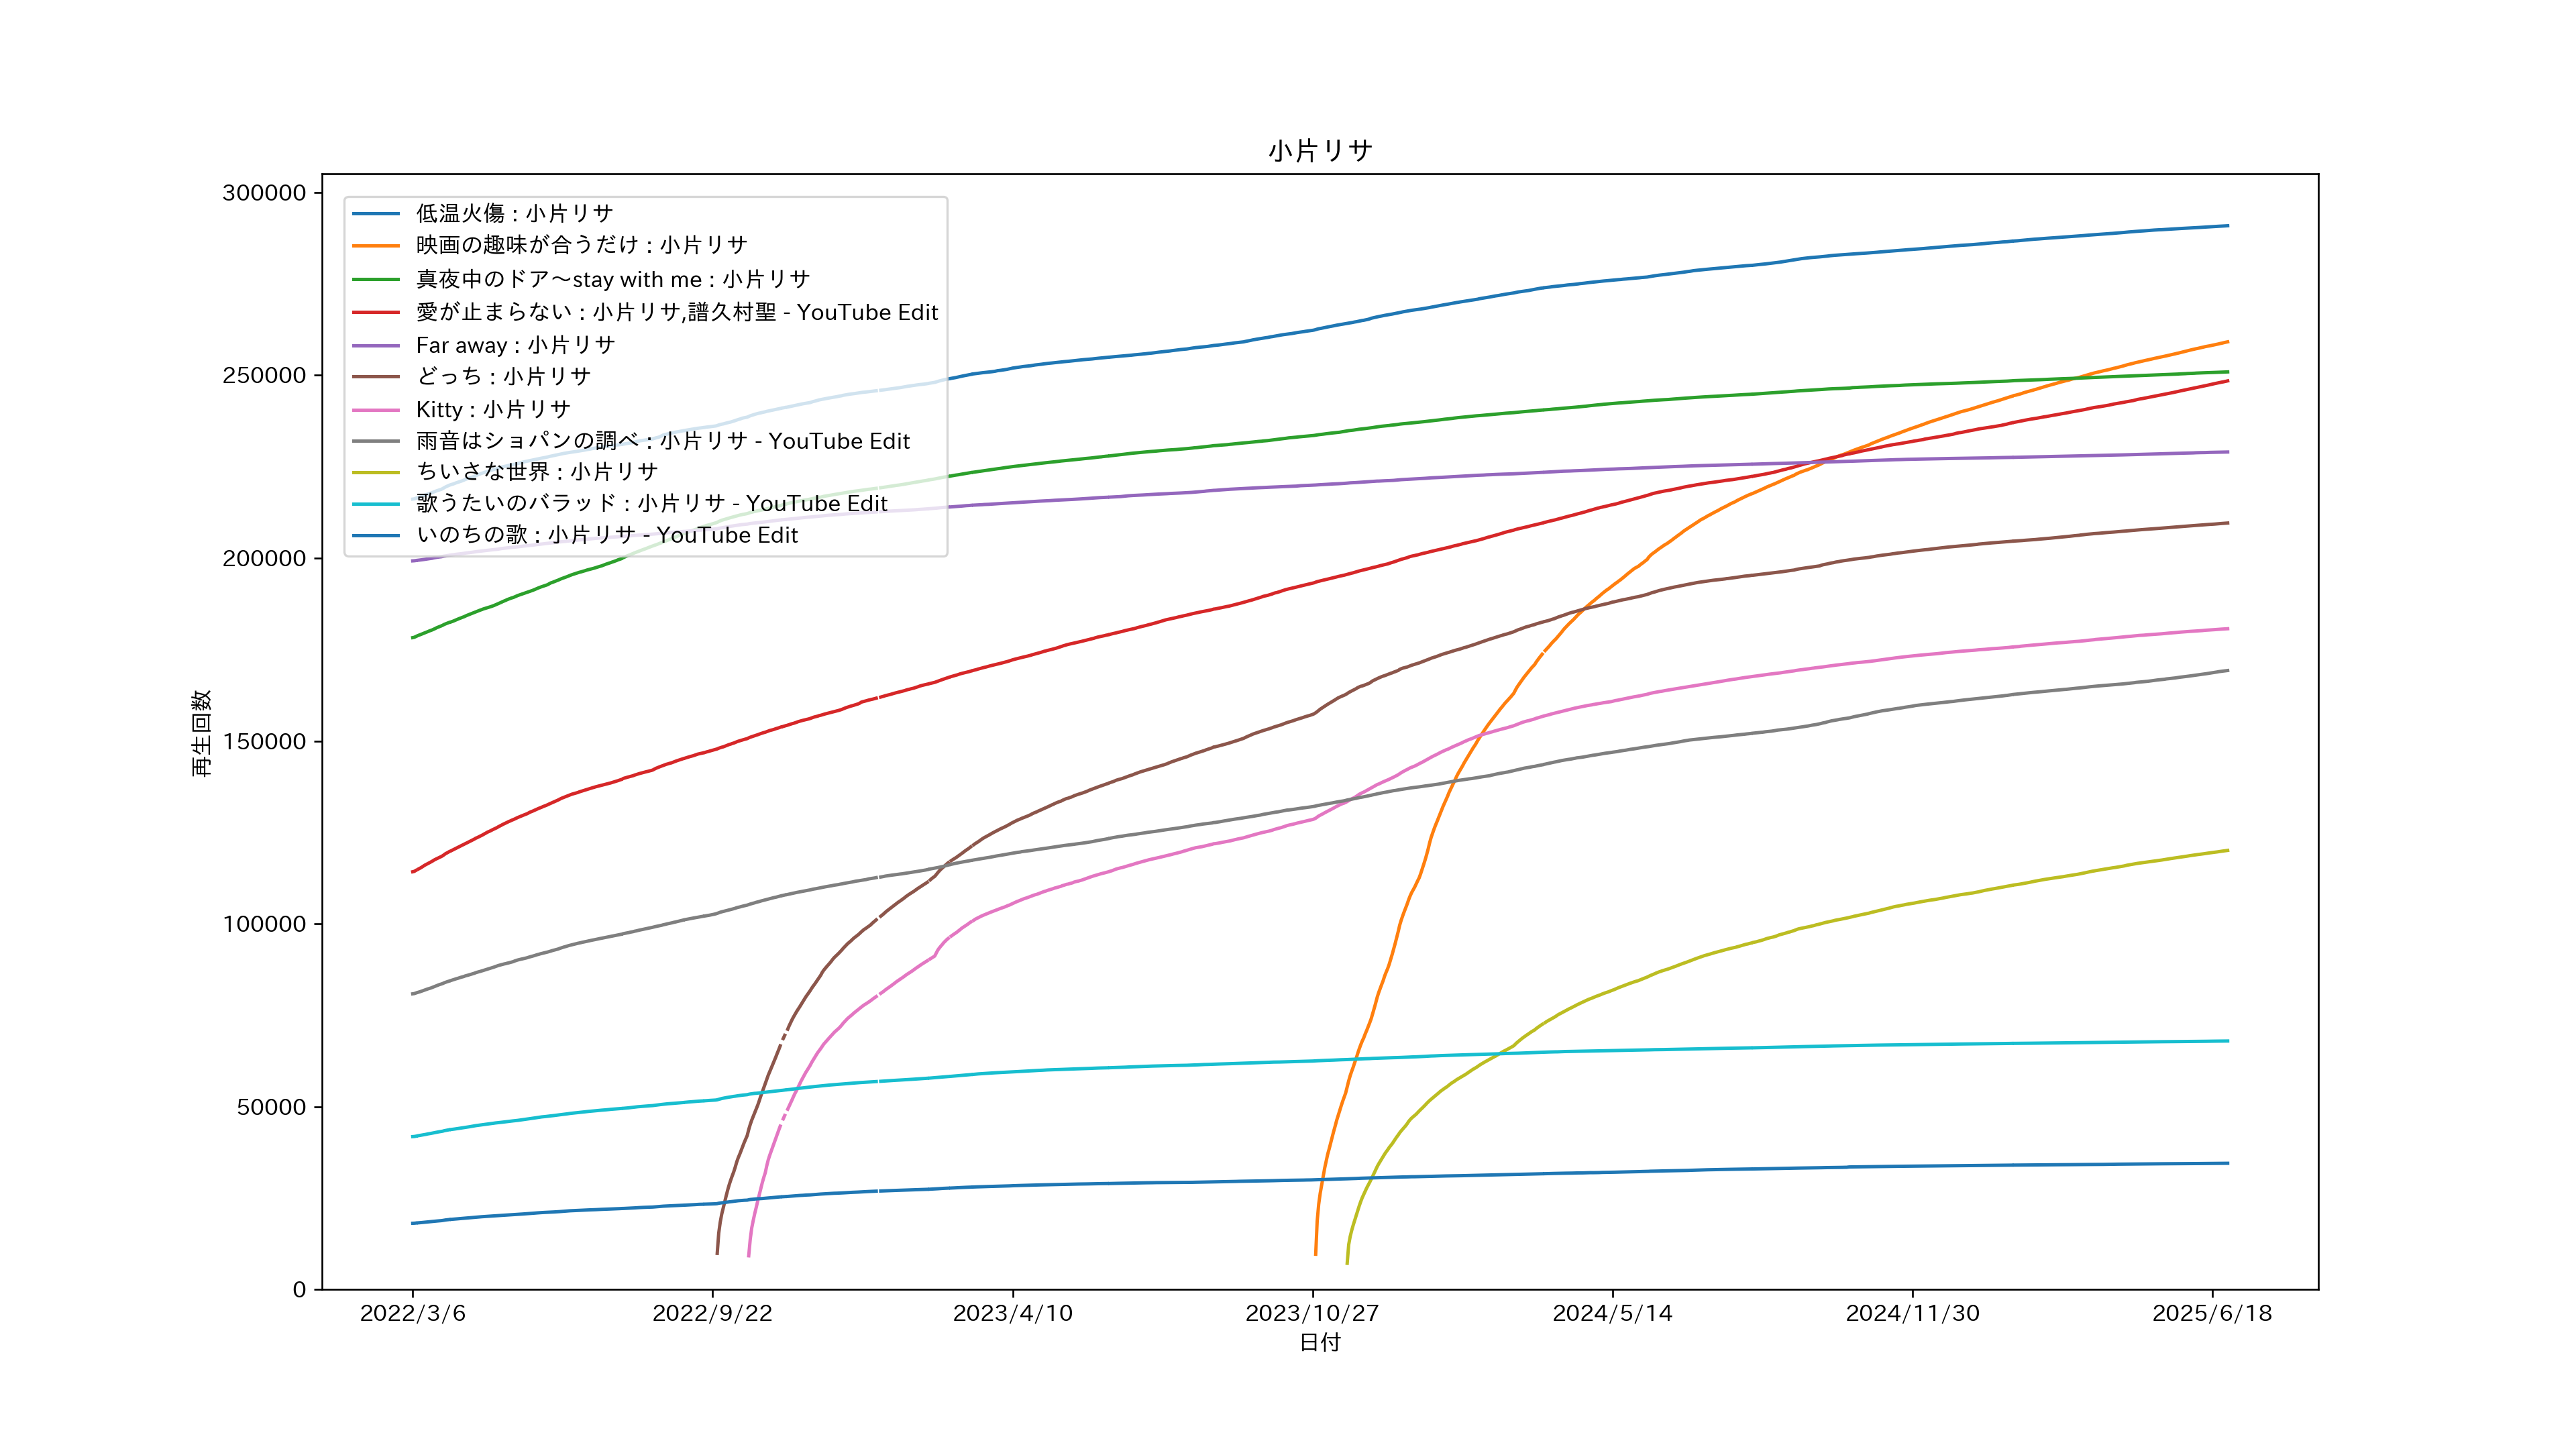 小片リサ
300000
250000
200000
150000
100000
50000
0
再生回数
低温火傷 : 小片リサ
映画の趣味が合うだけ : 小片リサ
真夜中のドア～stay with me : 小片リサ
愛が止まらない : 小片リサ,譜久村聖 - YouTube Edit
Far away : 小片リサ
どっち : 小片リサ
Kitty : 小片リサ
雨音はショパンの調べ : 小片リサ - YouTube Edit
ちいさな世界 : 小片リサ
歌うたいのバラッド : 小片リサ - YouTube Edit
いのちの歌 : 小片リサ - YouTube Edit
2022/3/6 2022/9/22 2023/4/10 2023/10/27 2024/5/14 2024/11/30 2025/6/18
日付